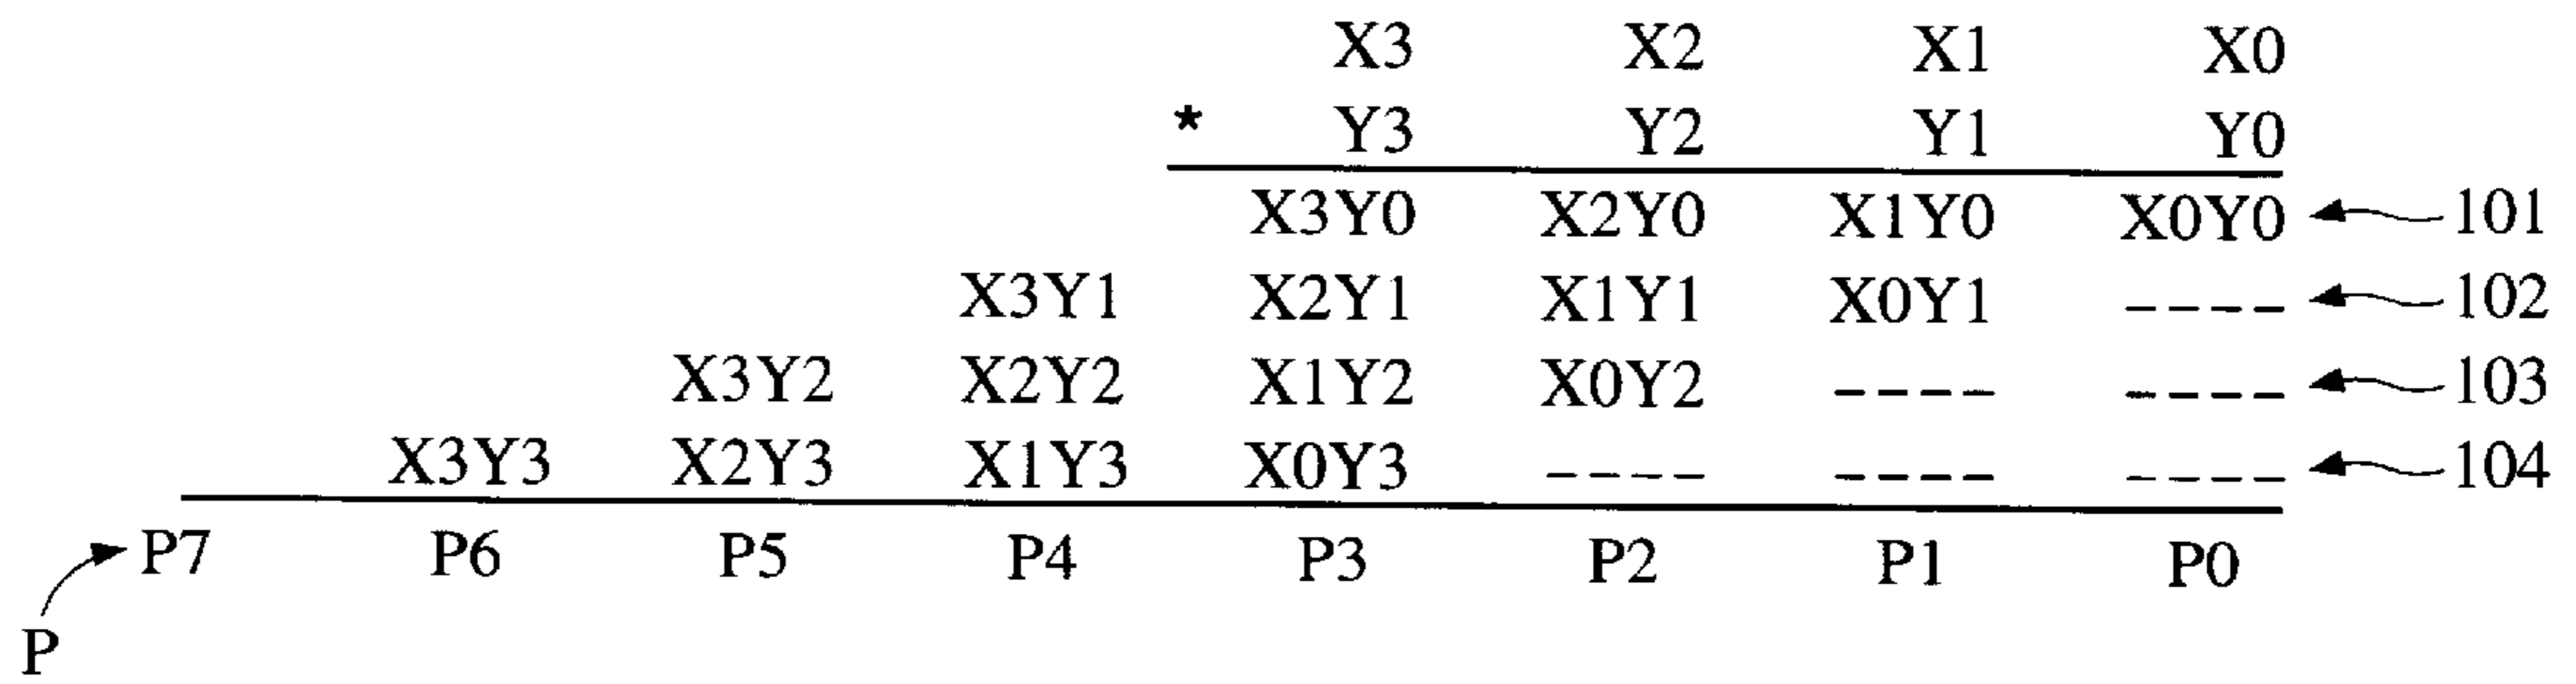 X3 X2 X1 X0
* Y3 Y2 Y1 Y0
X3Y0 X2Y0 X1Y0 X0Y0 101
X3Y1 X2Y1 X1Y1 X0Y1 ---- 102
X3Y2 X2Y2 X1Y2 X0Y2 ---- ---- 103
X3Y3 X2Y3 X1Y3 X0Y3 ---- ---- ---- 104
P7 P6 P5 P4 P3 P2 P1 P0
P